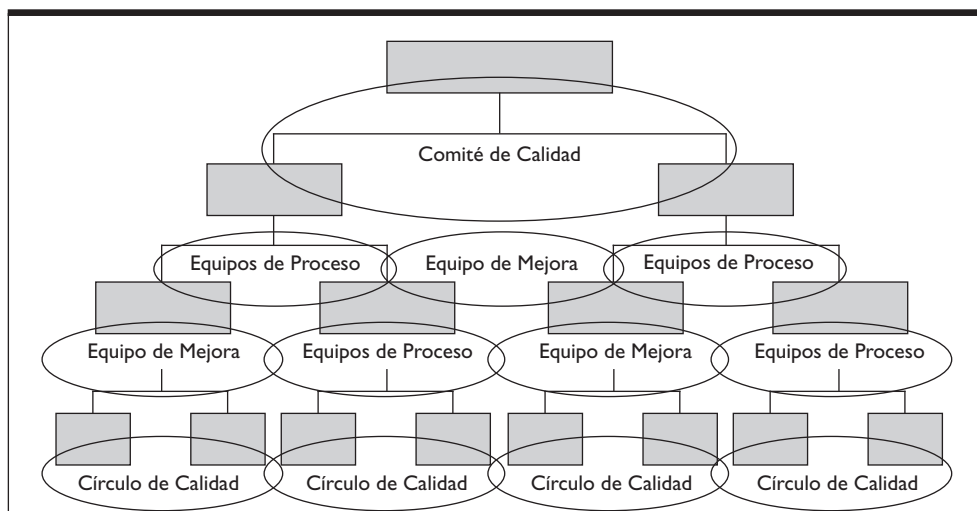 Comité de Calidad
Equipos de Proceso Equipo de Mejora Equipos de Proceso
Equipo de Mejora Equipos de Proceso Equipo de Mejora Equipos de Proceso
Círculo de Calidad Círculo de Calidad Círculo de Calidad Círculo de Calidad